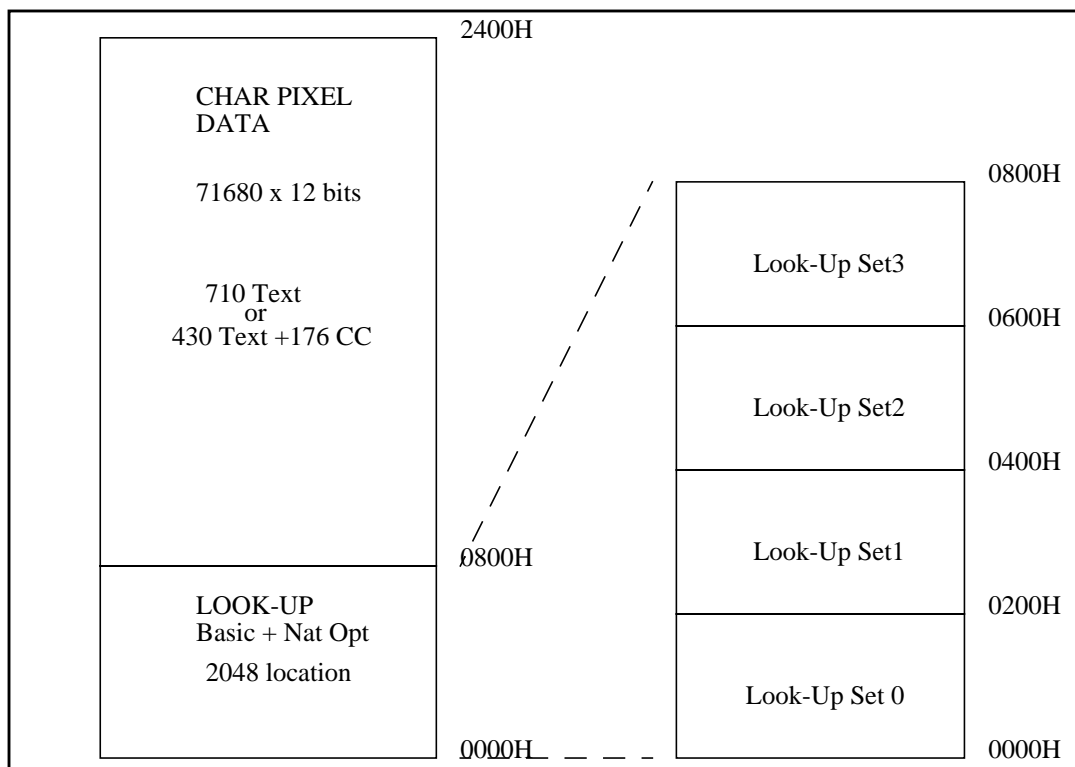 2400H
CHAR PIXEL
DATA
71680 x 12 bits
710 Text
or
430 Text +176 CC
0800H
LOOK-UP
Basic + Nat Opt
2048 location
0000H
0800H
Look-Up Set3
0600H
Look-Up Set2
0400H
Look-Up Set1
0200H
Look-Up Set 0
0000H